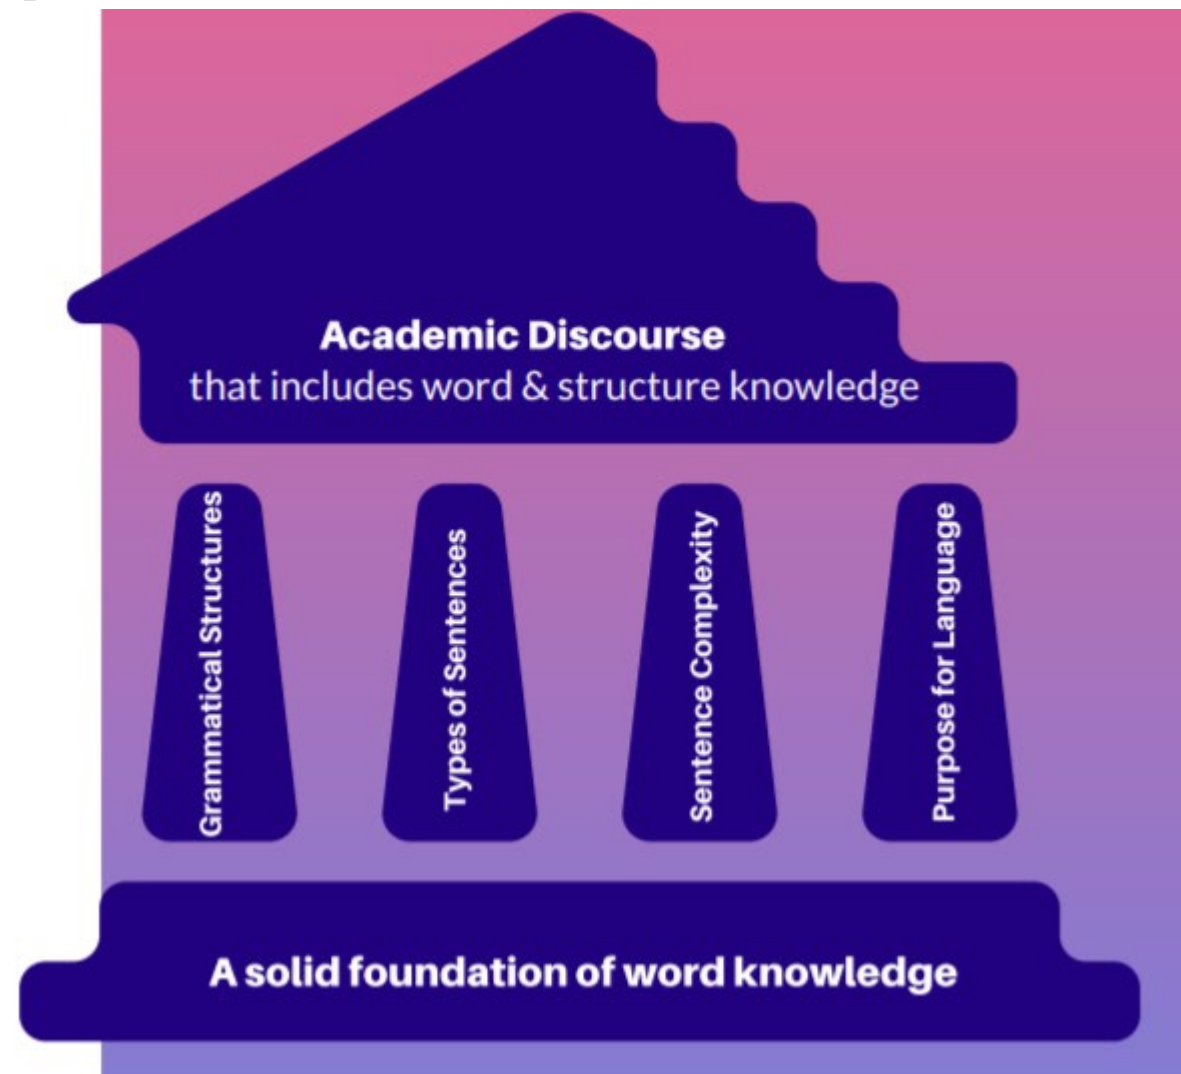 Academic Discourse
that includes word & structure knowledge
Grammatical Structures
Types of Sentences
Sentence Complexity
Purpose for Language
A solid foundation of word knowledge